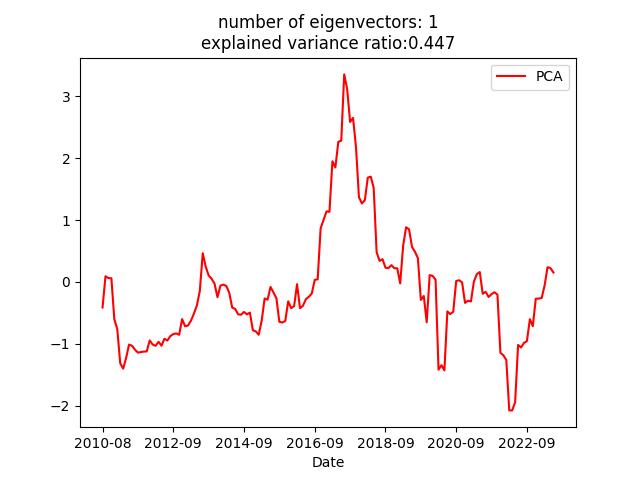 number of eigenvectors: 1
explained variance ratio:0.447
PCA
3
2
1
0
−1
−2
2010-08 2012-09 2014-09 2016-09 2018-09 2020-09 2022-09
Date